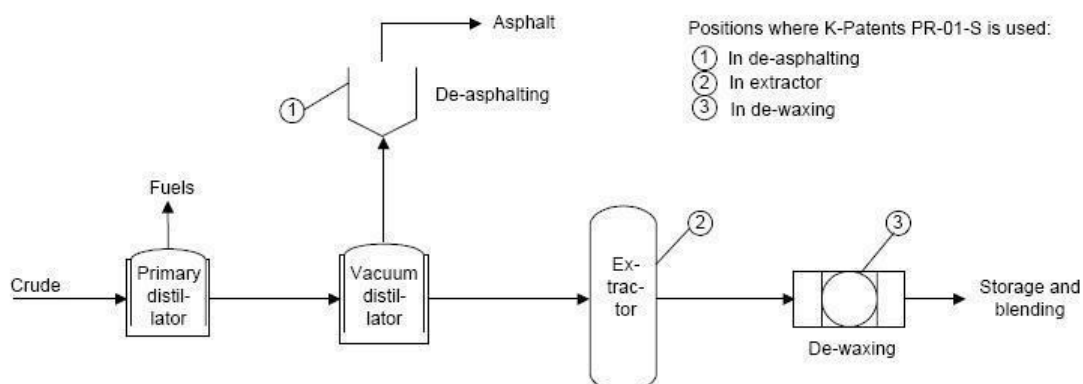 Asphalt
Positions where K-Patents PR-01-S is used:
1 In de-asphalting
2 In extractor
3 In de-waxing
1
De-asphalting
Fuels
2
3
Crude
Primary
distil-
lator
Vacuum
distil-
lator
Ex-
trac-
tor
Storage and
blending
De-waxing